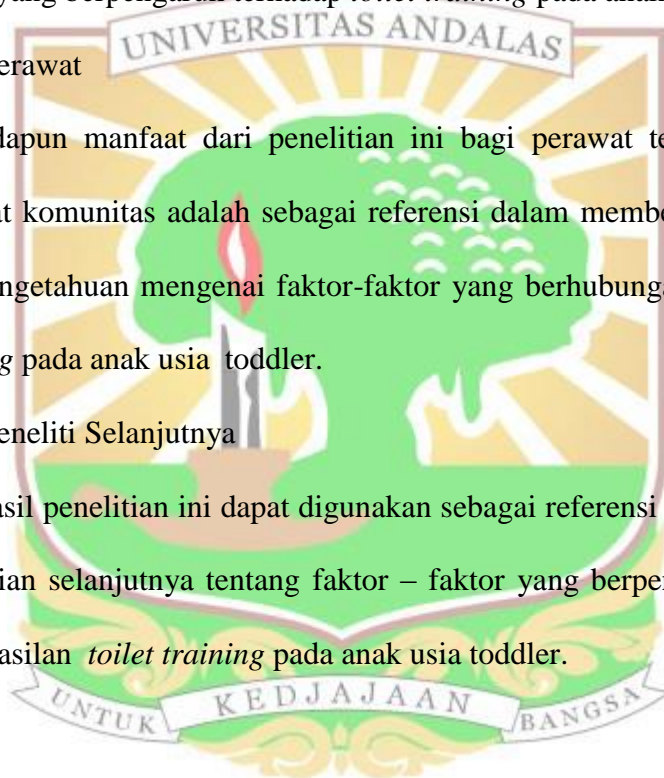 yang berpengaruh terhadap toilet training pada anak
UNIVERSITAS ANDALAS
erawat
dapun manfaat dari penelitian ini bagi perawat te
at komunitas adalah sebagai referensi dalam membe
ngetahuan mengenai faktor-faktor yang berhubunga
g pada anak usia toddler.
eneliti Selanjutnya
asil penelitian ini dapat digunakan sebagai referensi
ian selanjutnya tentang faktor – faktor yang berper
asilan toilet training pada anak usia toddler.
UNTUK KEDJAJAAN BANGSA